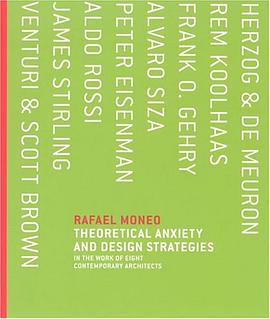 HERZOG & DE MEURON
REM KOOLHAAS
FRANK O. GEHRY
ALVARO SIZA
PETER EISENMAN
ALDO ROSSI
JAMES STIRLING
VENTURI & SCOTT BROWN
RAFAEL MONEO
THEORETICAL ANXIETY
AND DESIGN STRATEGIES
IN THE WORK OF EIGHT
CONTEMPORARY ARCHITECTS